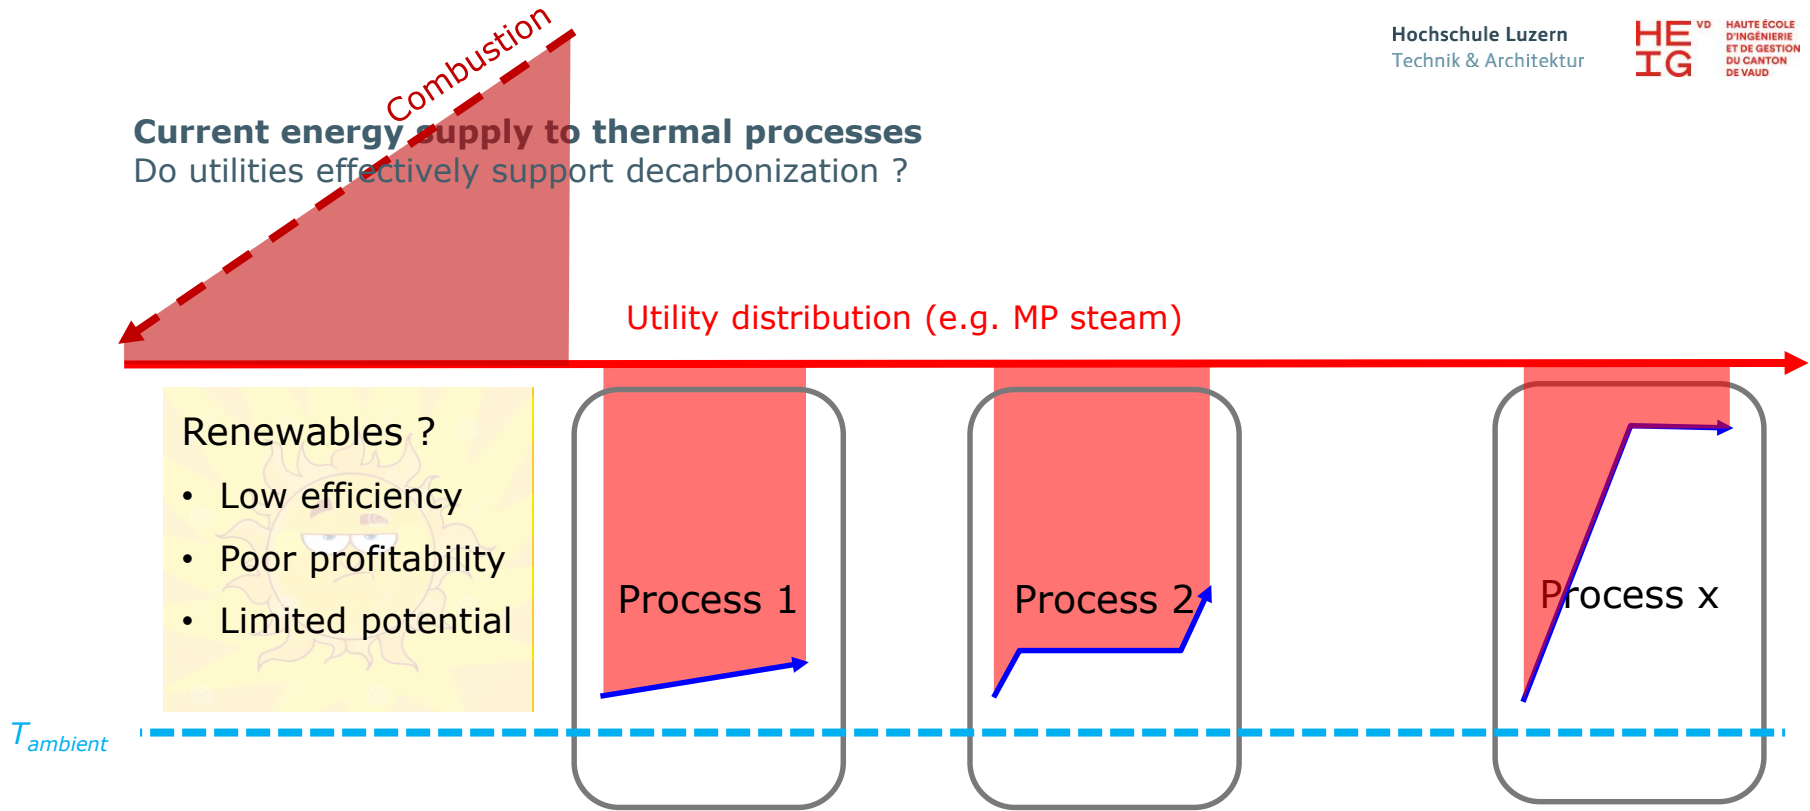 Combustion
Hochschule Luzern
Technik & Architektur
HE VD
IG
HAUTE ÉCOLE
D'INGÉNIERIE
ET DE GESTION
DU CANTON
DE VAUD
Current energy supply to thermal processes
Do utilities effectively support decarbonization ?
Utility distribution (e.g. MP steam)
Renewables ?
• Low efficiency
• Poor profitability
• Limited potential
Process 1
Process 2
Process x
Tambient